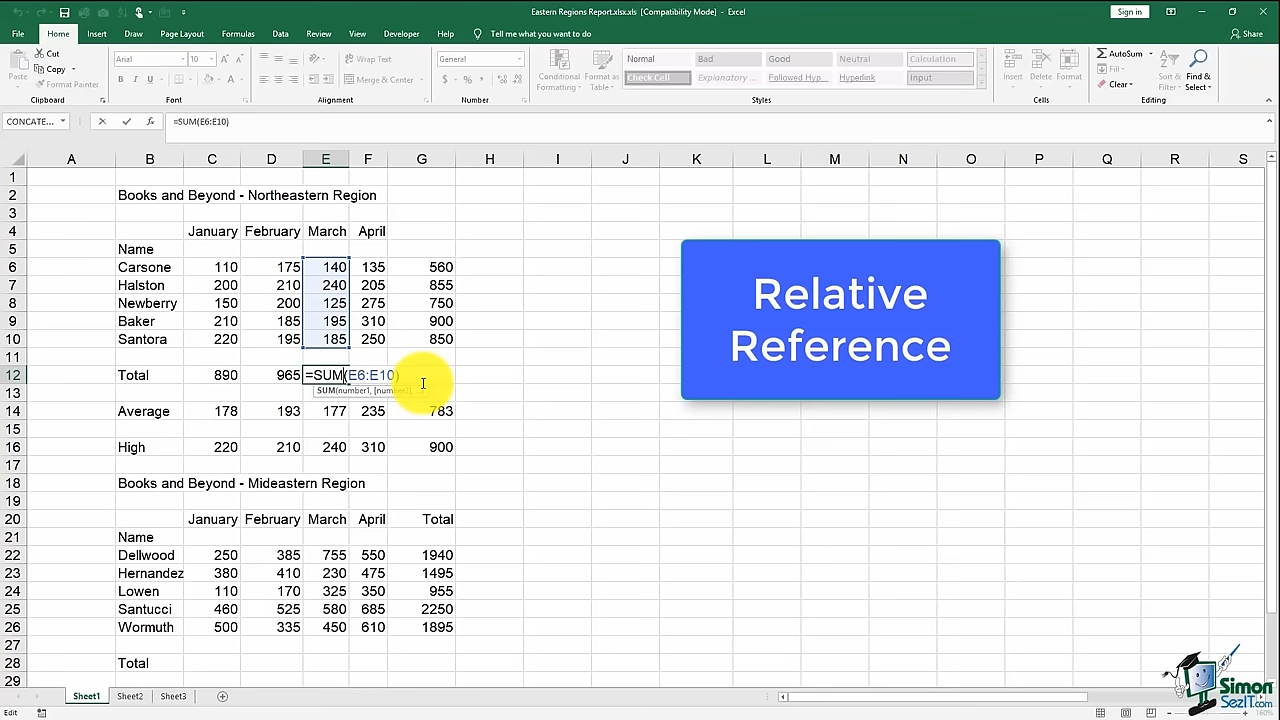 Eastern Regions Report.xlsx.xls [Compatibility Mode] - Excel
Sign in
File Home Insert Draw Page Layout Formulas Data Review View Developer Help Tell me what you want to do Share
Cut
Copy
Format Painter
Paste
Clipboard
Arial 10
B I U
Font
Wrap Text
Merge & Center
Alignment
General
$ % ,
Number
Conditional Formatting
Format as Table
Normal Bad Good Neutral Calculation
Check Cell Explanatory ... Followed Hyp... Hyperlink Input
Styles
Insert Delete Format
Cells
AutoSum
Fill
Clear
Sort & Filter
Find & Select
Editing
CONCATE... fx =SUM(E6:E10)
A B C D E F G H I J K L M N O P Q R S
1
2 Books and Beyond - Northeastern Region
3
4 January February March April
5 Name
6 Carsone 110 175 140 135 560
7 Halston 200 210 240 205 855
8 Newberry 150 200 125 275 750
9 Baker 210 185 195 310 900
10 Santora 220 195 185 250 850
11
12 Total 890 965 =SUM(E6:E10)
SUM(number1, [number2],
13
14 Average 178 193 177 235 783
15
16 High 220 210 240 310 900
17
18 Books and Beyond - Mideastern Region
19
20 January February March April Total
21 Name
22 Dellwood 250 385 755 550 1940
23 Hernandez 380 410 230 475 1495
24 Lowen 110 170 325 350 955
25 Santucci 460 525 580 685 2250
26 Wormuth 500 335 450 610 1895
27
28 Total
29
Relative
Reference
Sheet1 Sheet2 Sheet3
Edit
Simon
SezIT.com